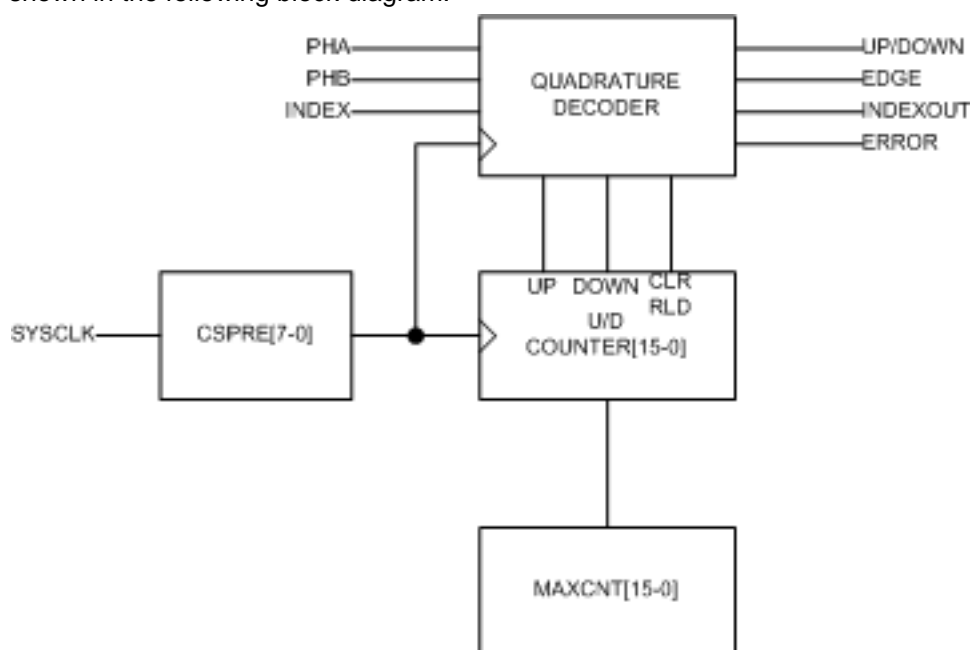 shown in the following block diagram.
PHA
PHB
INDEX
QUADRATURE
DECODER
UP/DOWN
EDGE
INDEXOUT
ERROR
SYSCLK
CSPRE[7-0]
UP DOWN CLR
RLD
U/D
COUNTER[15-0]
MAXCNT[15-0]